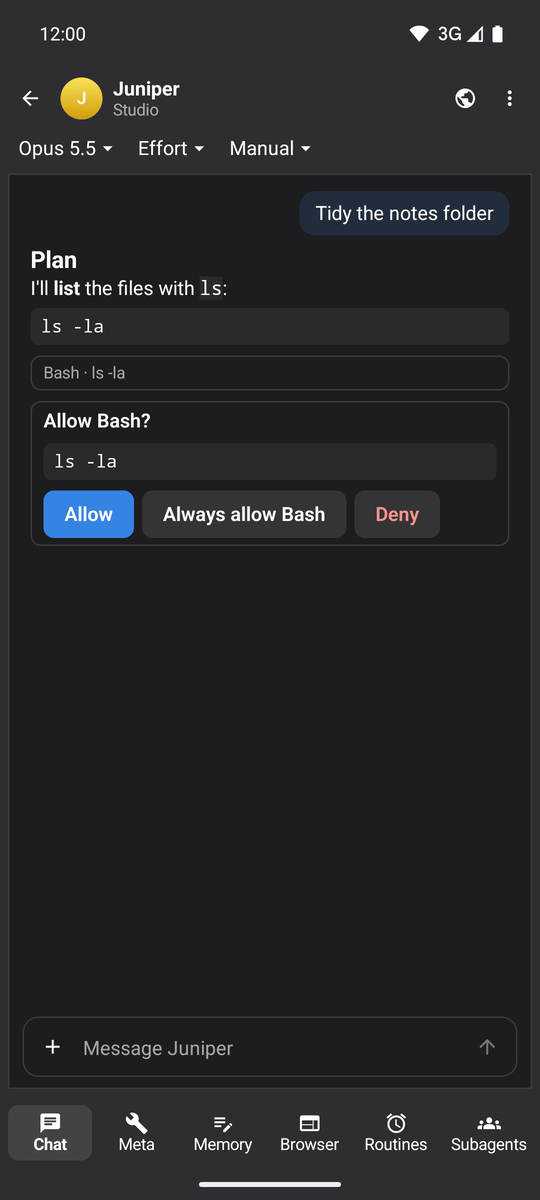 12:00
3G
J
Juniper
Studio
Opus 5.5
Effort
Manual
Tidy the notes folder
Plan
I'll list the files with ls:
ls -la
Bash · ls -la
Allow Bash?
ls -la
Allow
Always allow Bash
Deny
Message Juniper
Chat
Meta
Memory
Browser
Routines
Subagents